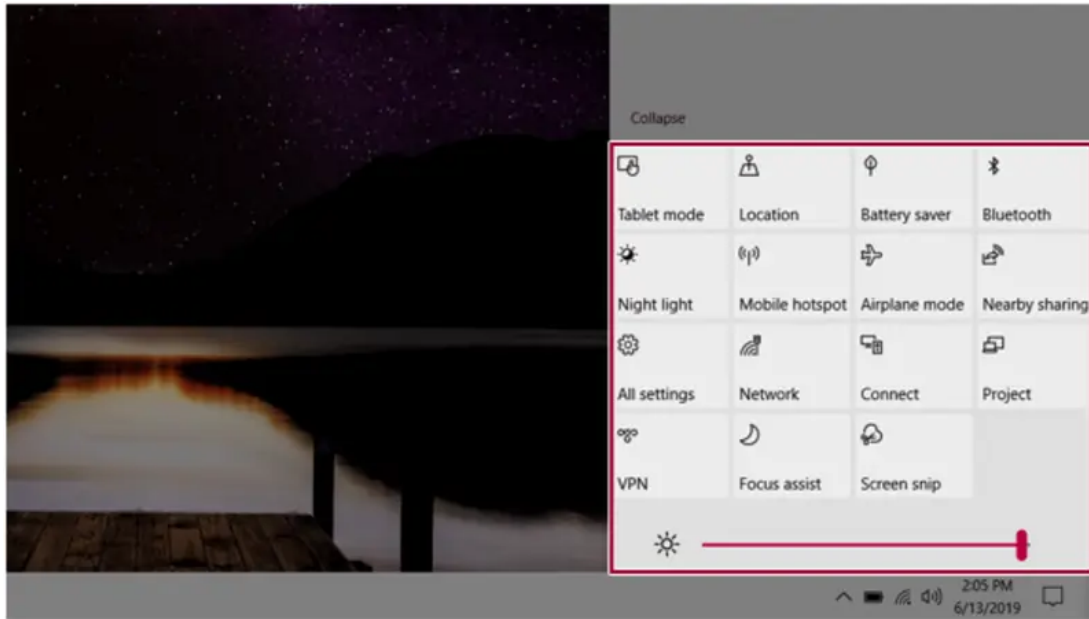 Collapse
Tablet mode Location Battery saver Bluetooth
Night light Mobile hotspot Airplane mode Nearby sharing
All settings Network Connect Project
VPN Focus assist Screen snip
2:05 PM
6/13/2019